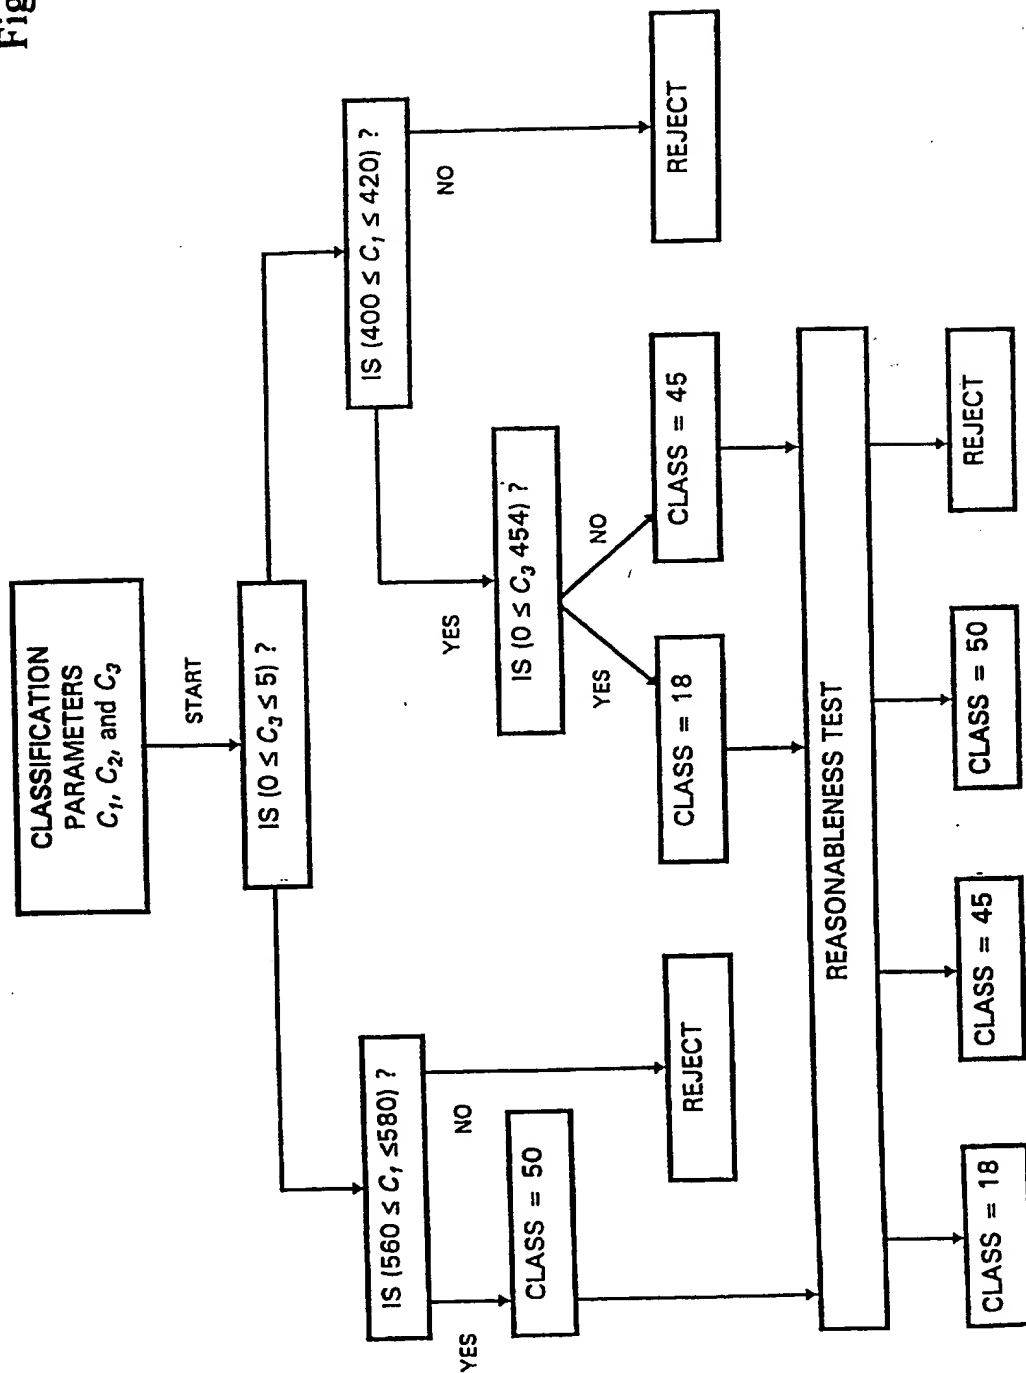 Fig
CLASSIFICATION
PARAMETERS
C₁, C₂, and C₃
START
IS (0 ≤ C₃ ≤ 5) ?
IS (560 ≤ C₁ ≤580) ?
IS (400 ≤ C₁ ≤ 420) ?
YES
NO
YES
NO
CLASS = 50
IS (0 ≤ C₃ 454) ?
YES
NO
REJECT
CLASS = 18
CLASS = 45
REJECT
REASONABLENESS TEST
CLASS = 18
CLASS = 45
CLASS = 50
REJECT